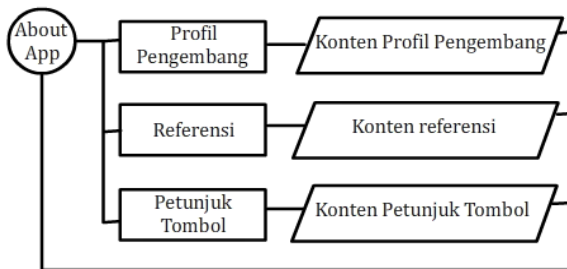 About
App
Profil
Pengembang
Konten Profil Pengembang
Referensi
Konten referensi
Petunjuk
Tombol
Konten Petunjuk Tombol